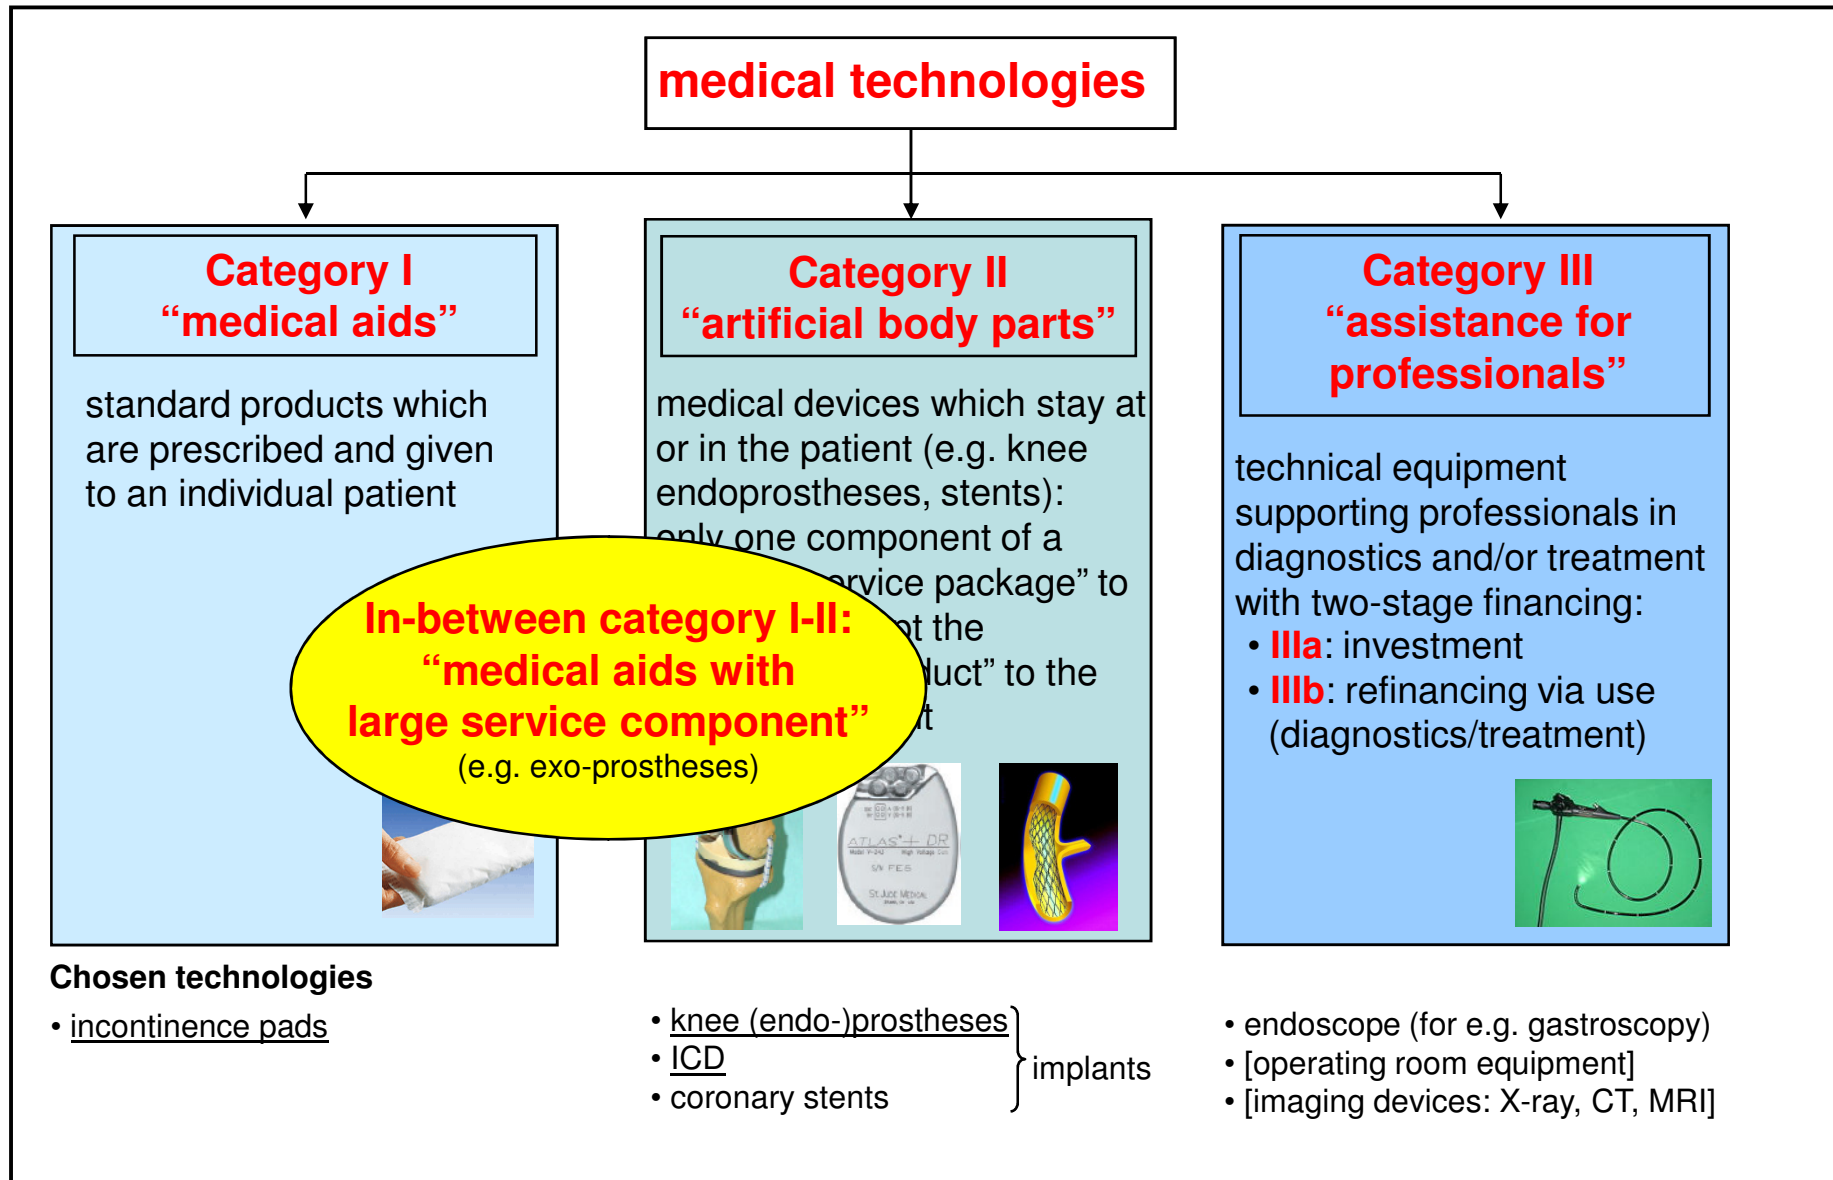 medical technologies
Category I
“medical aids”
standard products which
are prescribed and given
to an individual patient
Category II
“artificial body parts”
medical devices which stay at
or in the patient (e.g. knee
endoprostheses, stents):
only one component of a
package” to
the
to the
In-between category I-II:
“medical aids with
large service component”
(e.g. exo-prostheses)
ATLAS + DR
ST. JUDE MEDICAL
Category III
“assistance for
professionals”
technical equipment
supporting professionals in
diagnostics and/or treatment
with two-stage financing:
• IIIa: investment
• IIIb: refinancing via use
(diagnostics/treatment)
Chosen technologies
• incontinence pads
• knee (endo-)prostheses
• ICD
• coronary stents
implants
• endoscope (for e.g. gastroscopy)
• [operating room equipment]
• [imaging devices: X-ray, CT, MRI]